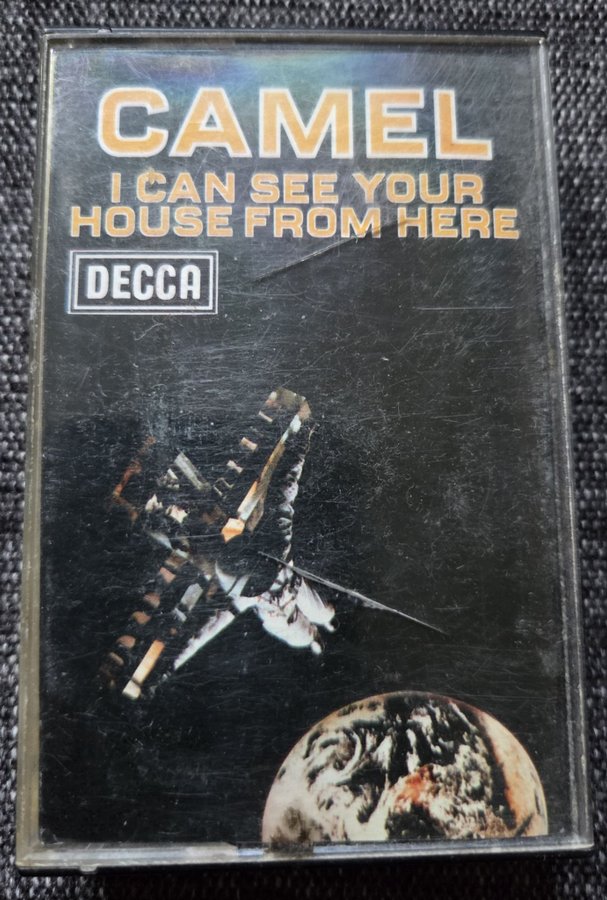 CAMEL
I CAN SEE YOUR
HOUSE FROM HERE
DECCA